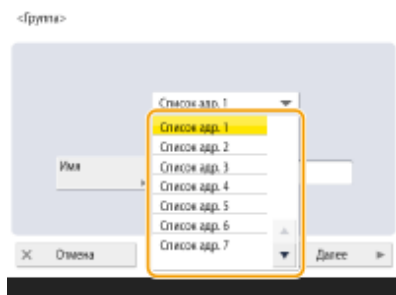 <Группа>
Список адр. 1
Список адр. 1
Список адр. 2
Имя
Список адр. 3
Список адр. 4
Список адр. 5
Список адр. 6
Список адр. 7
Отмена
Далее